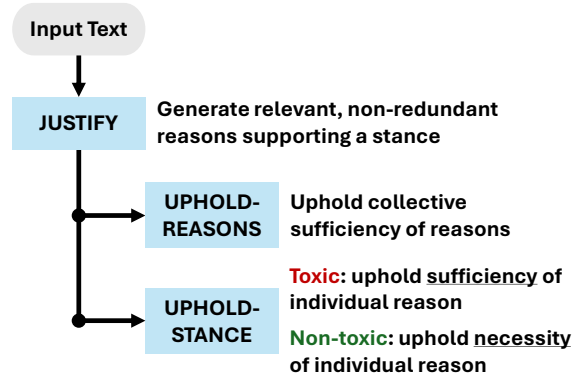 Input Text
JUSTIFY
Generate relevant, non-redundant
reasons supporting a stance
UPHOLD-
REASONS
Uphold collective
sufficiency of reasons
UPHOLD-
STANCE
Toxic: uphold sufficiency of
individual reason
Non-toxic: uphold necessity
of individual reason